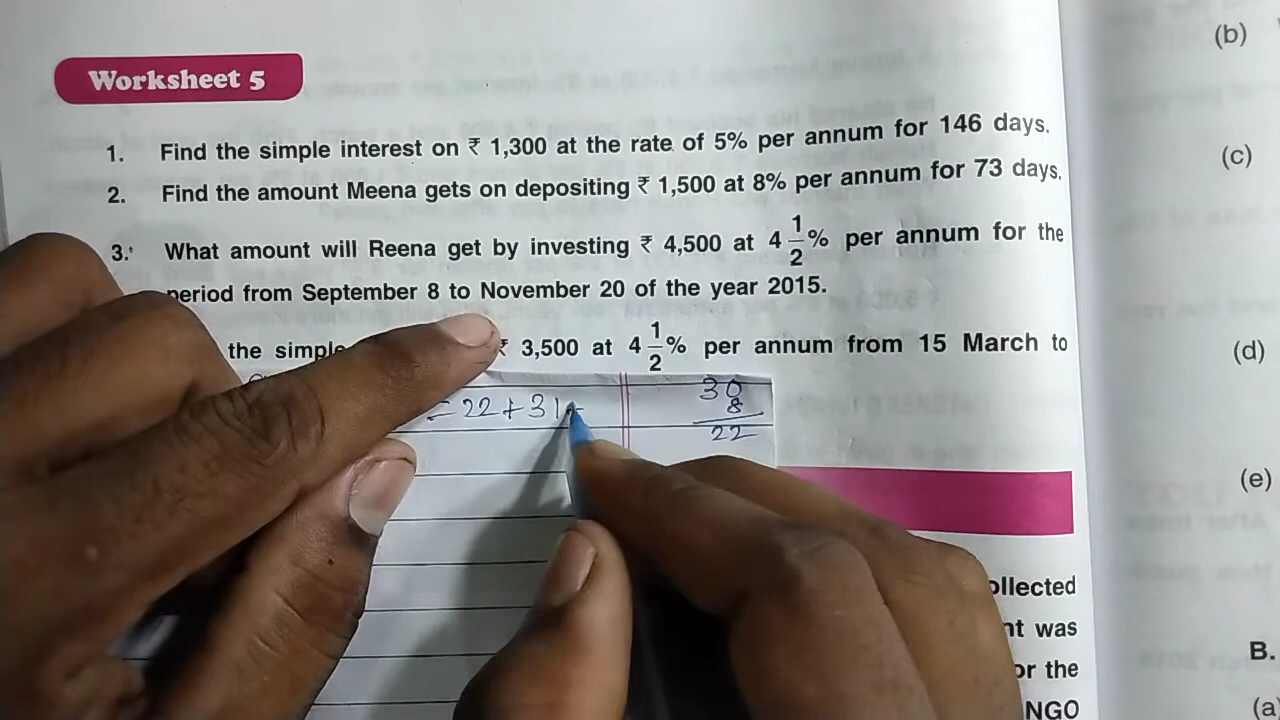 Worksheet 5
1. Find the simple interest on ₹ 1,300 at the rate of 5% per annum for 146 days.
2. Find the amount Meena gets on depositing ₹ 1,500 at 8% per annum for 73 days.
3. What amount will Reena get by investing ₹ 4,500 at 4 1/2 % per annum for the
period from September 8 to November 20 of the year 2015.
the simple ₹ 3,500 at 4 1/2 % per annum from 15 March to
= 22 + 31 +
30
8
22
ollected
nt was
or the
NGO
(b)
(c)
(d)
(e)
B.
(a